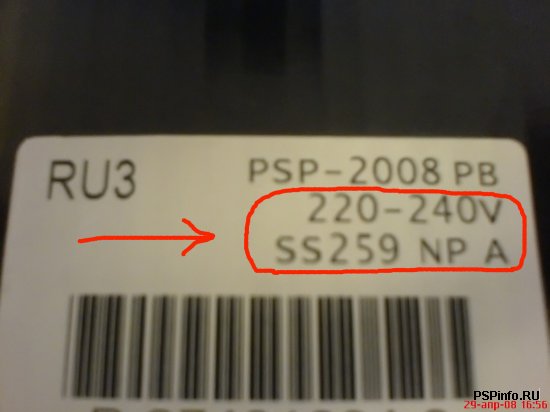 RU3
PSP-2008 PB
220-240V
SS259 NP A
PSPinfo.RU
29-апр-08 16:56